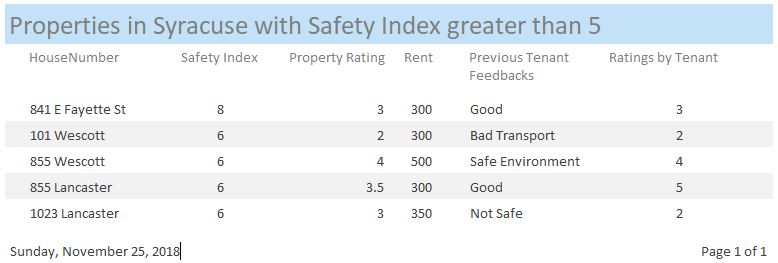 Properties in Syracuse with Safety Index greater than 5
HouseNumber Safety Index Property Rating Rent Previous Tenant Feedbacks Ratings by Tenant
841 E Fayette St 8 3 300 Good 3
101 Wescott 6 2 300 Bad Transport 2
855 Wescott 6 4 500 Safe Environment 4
855 Lancaster 6 3.5 300 Good 5
1023 Lancaster 6 3 350 Not Safe 2
Sunday, November 25, 2018 Page 1 of 1